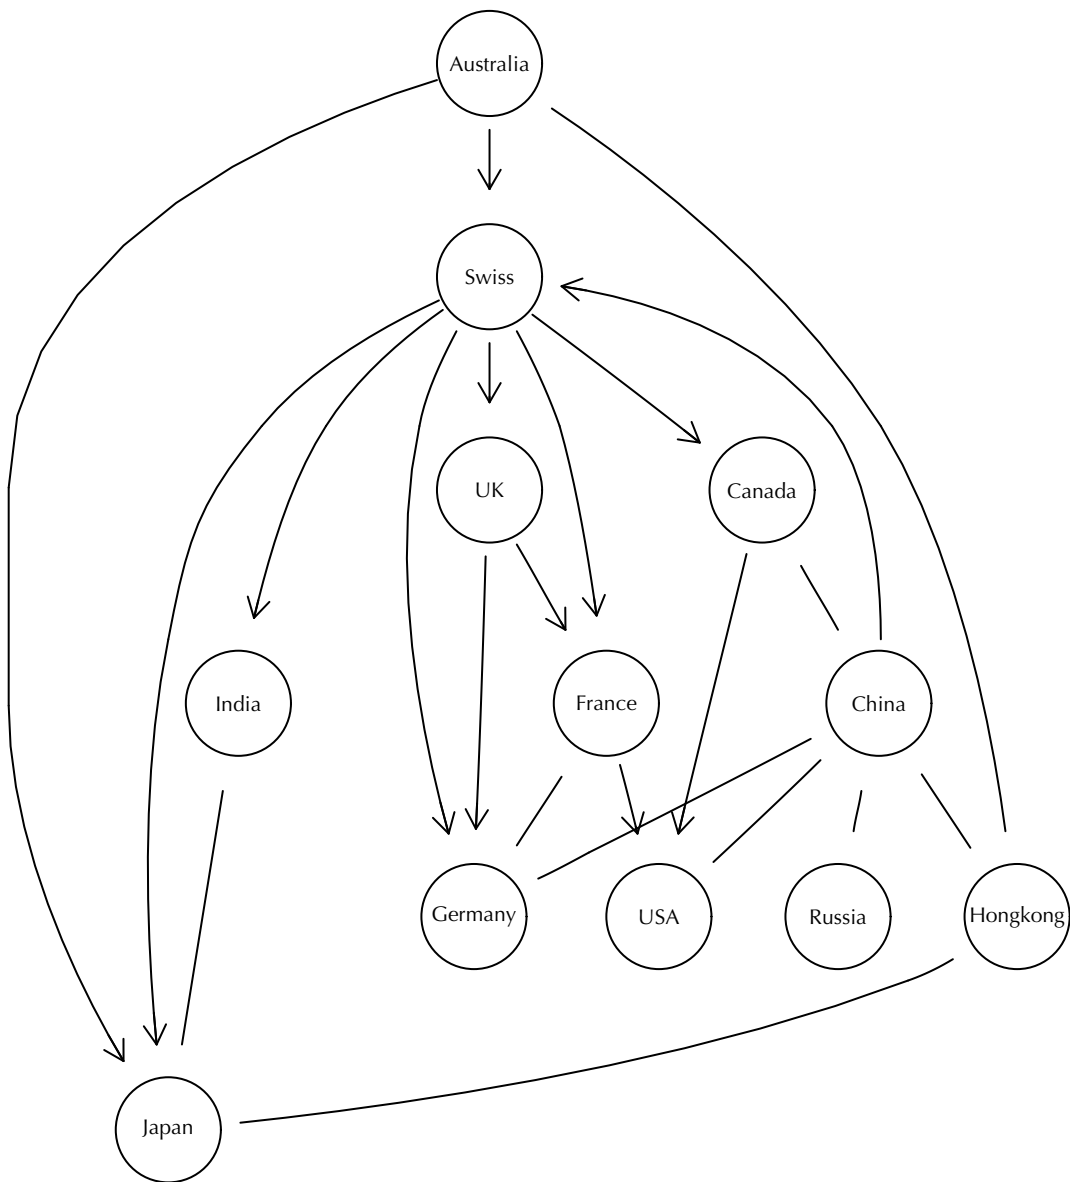 Australia
Swiss
UK
Canada
India
France
China
Germany
USA
Russia
Hongkong
Japan